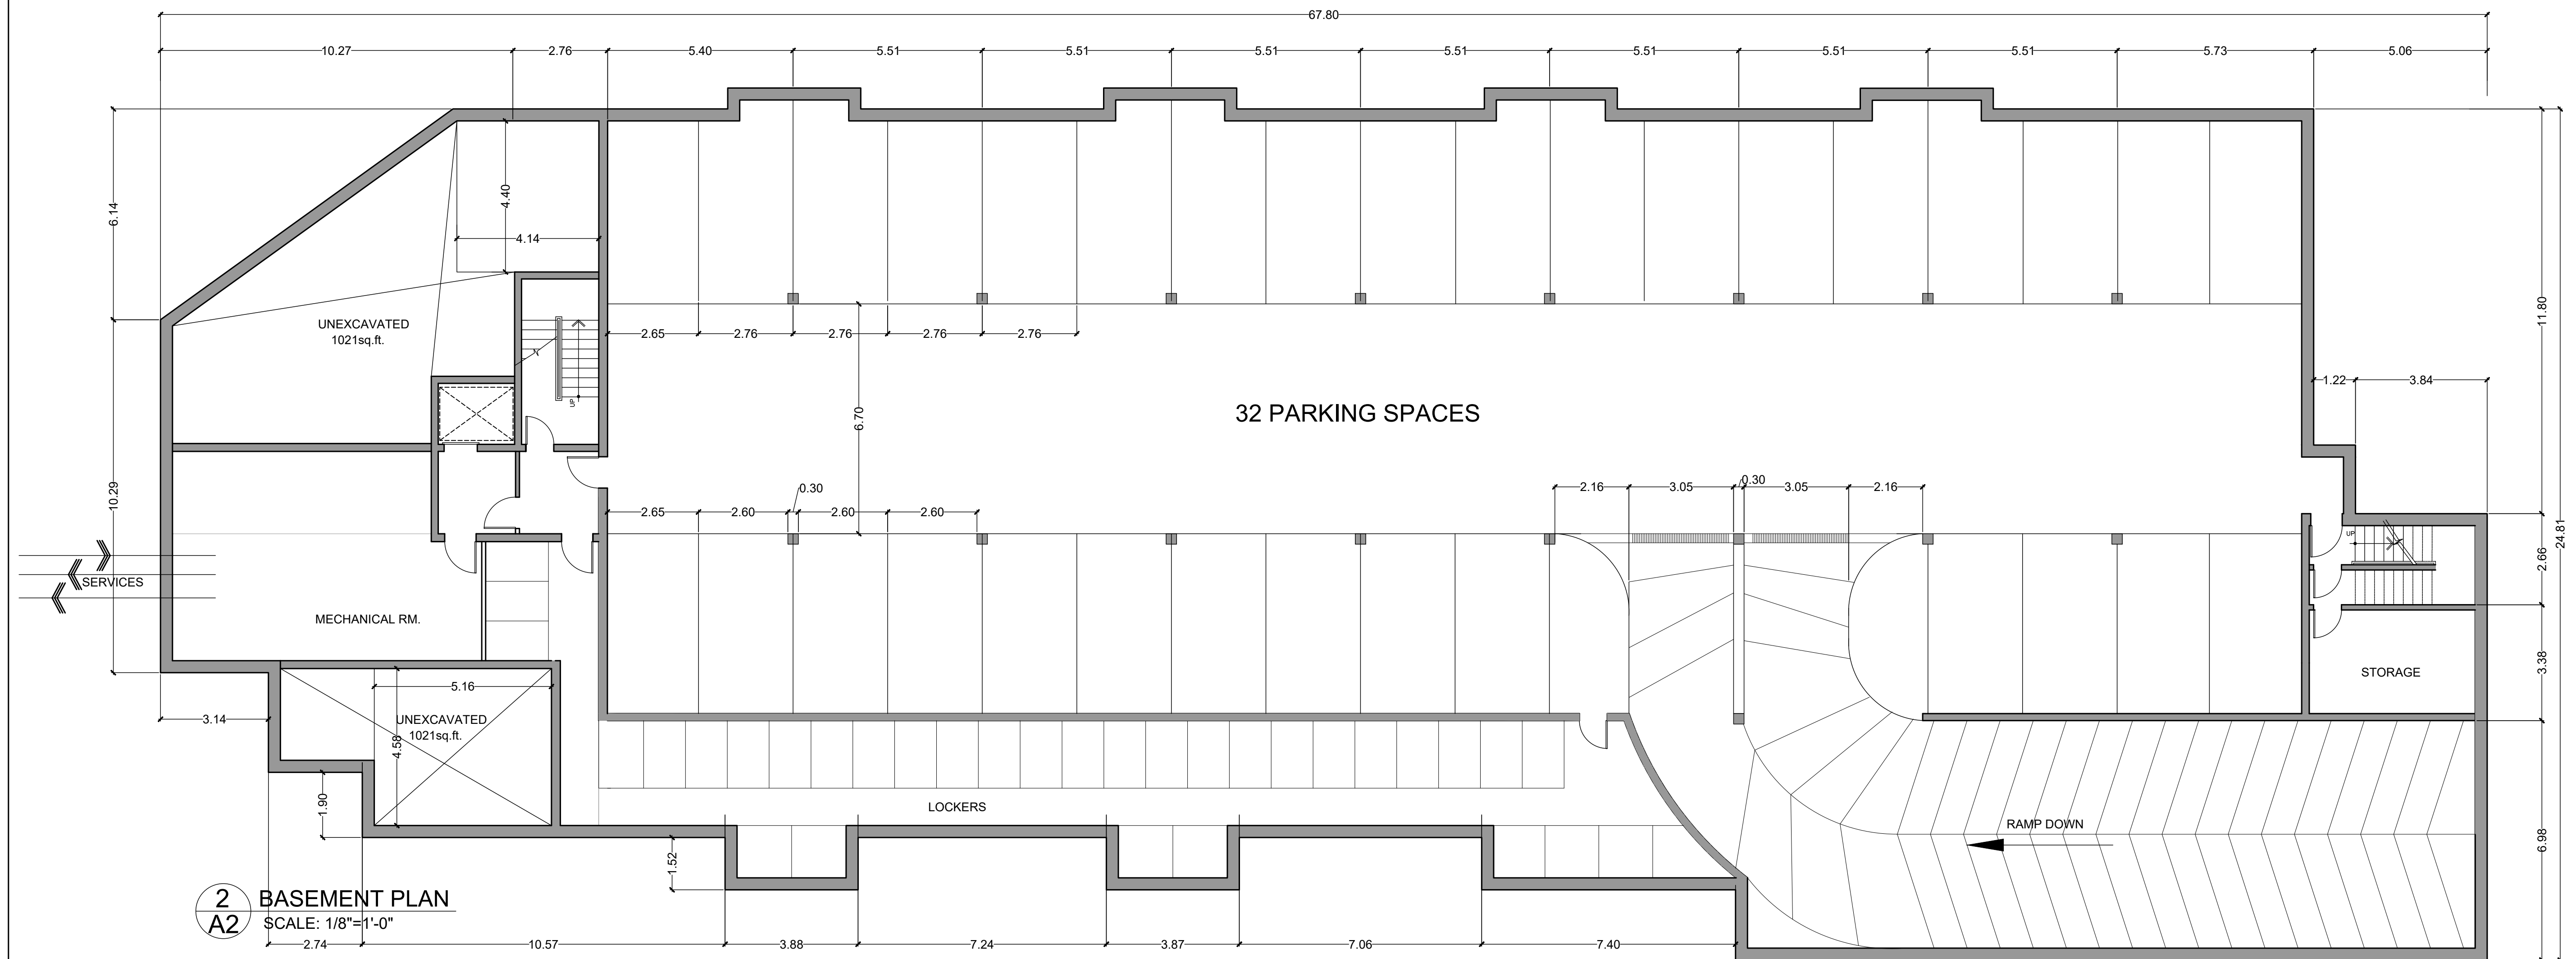 67.80
10.27 2.76 5.40 5.51 5.51 5.51 5.51 5.51 5.51 5.51 5.73 5.06
6.14
4.40
4.14
UNEXCAVATED
1021sq.ft.
UP
2.65 2.76 2.76 2.76 2.76
11.80
1.22 3.84
6.70
32 PARKING SPACES
10.29
0.30
2.65 2.60 2.60 2.60
0.30
2.16 3.05 3.05 2.16
24.81
UP
2.66
SERVICES
MECHANICAL RM.
3.38
STORAGE
5.16
3.14
UNEXCAVATED
1021sq.ft.
4.58
1.90
LOCKERS
RAMP DOWN
6.98
1.52
2
A2
BASEMENT PLAN
SCALE: 1/8"=1'-0"
2.74 10.57 3.88 7.24 3.87 7.06 7.40